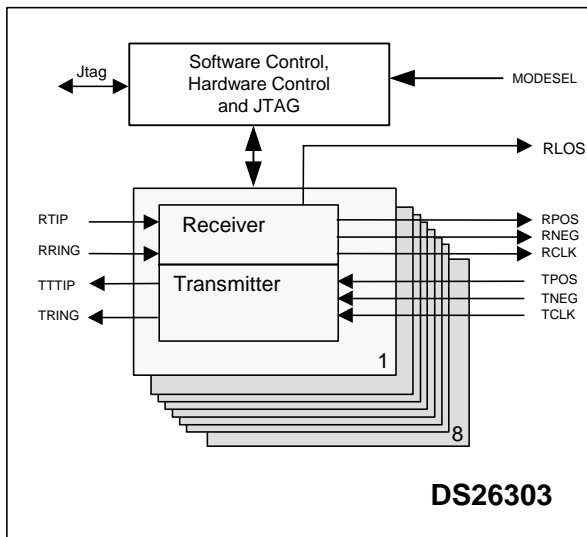 Software Control,
Hardware Control
and JTAG
Jtag
MODESEL
RLOS
RTIP
RRING
TTTIP
TRING
Receiver
Transmitter
RPOS
RNEG
RCLK
TPOS
TNEG
TCLK
1
8
DS26303